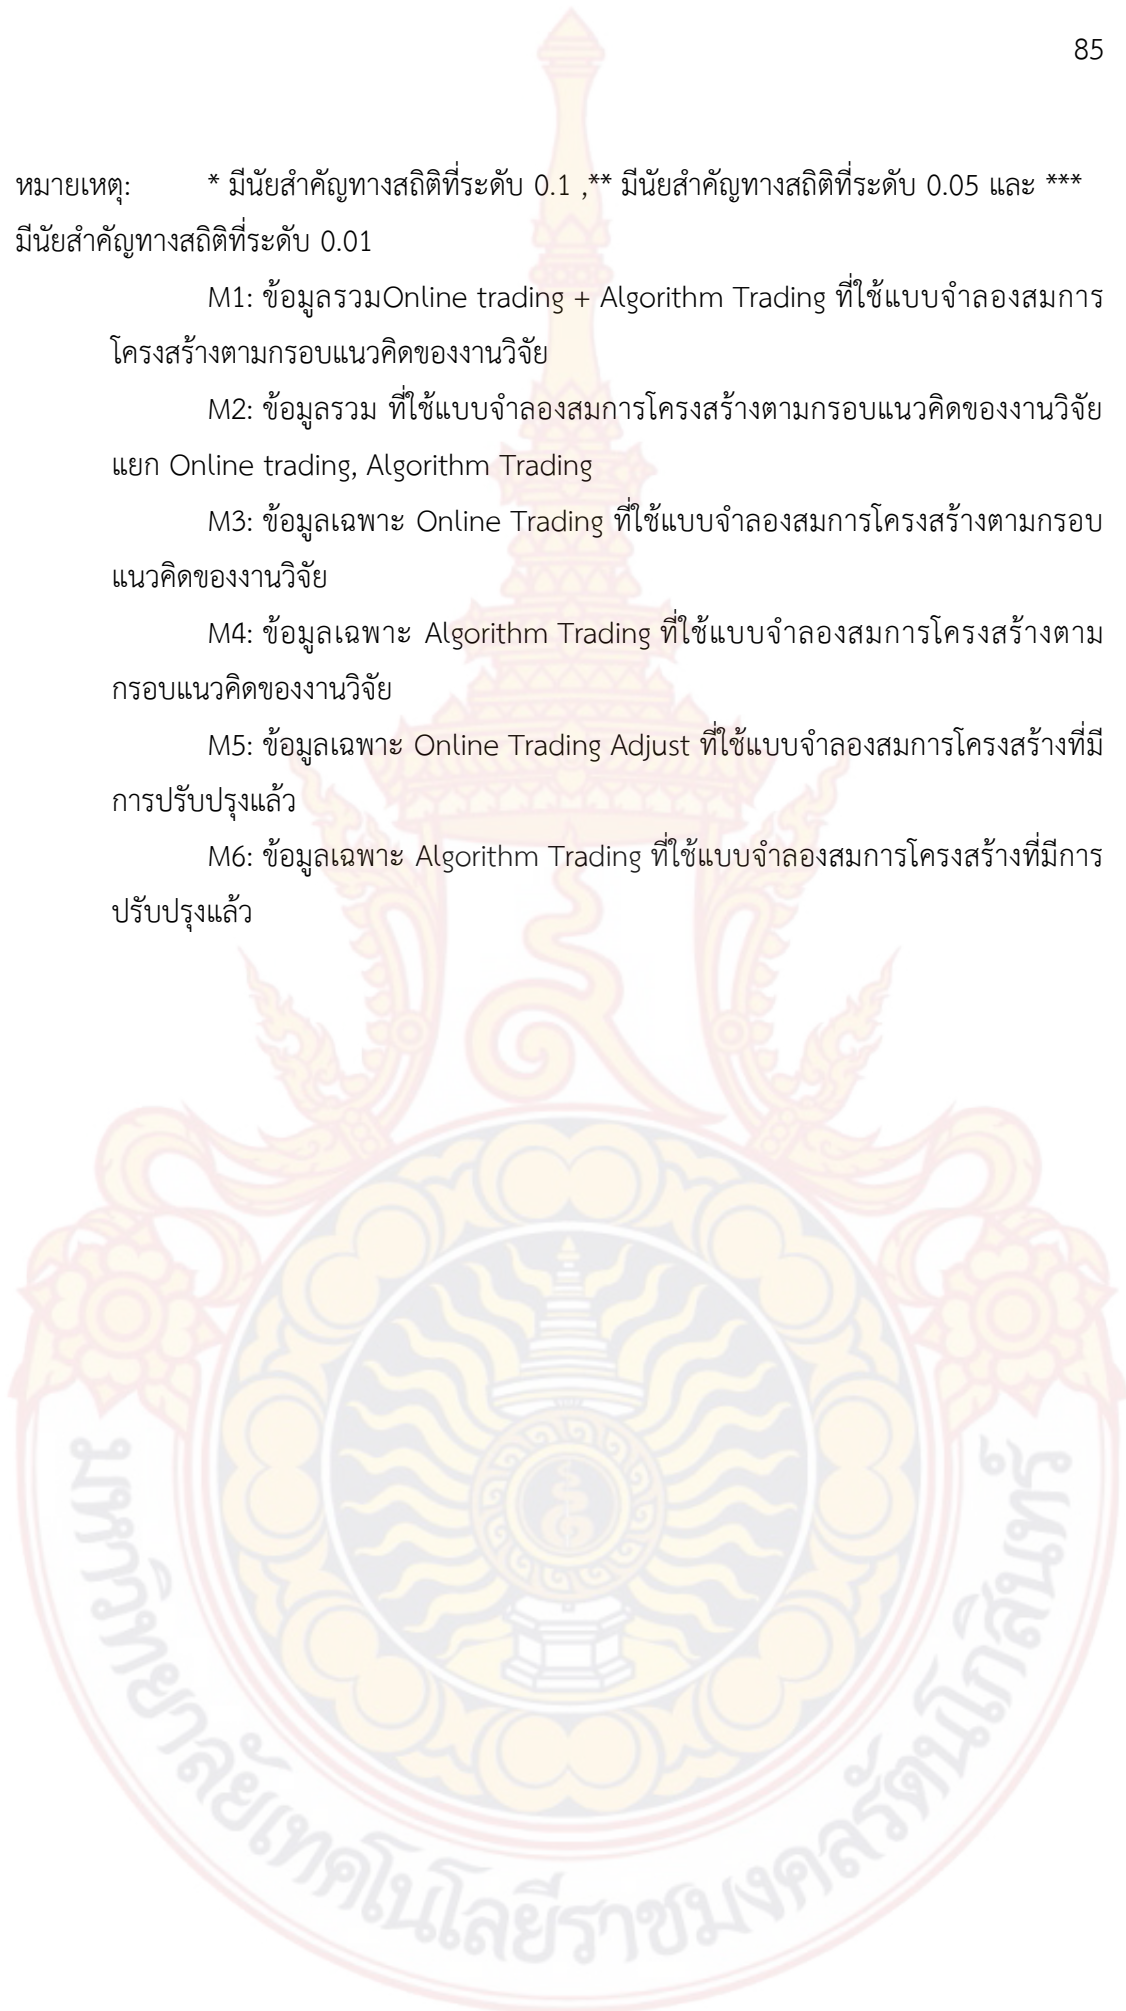 85
หมายเหตุ: * มีนัยสำคัญทางสถิติที่ระดับ 0.1 ,** มีนัยสำคัญทางสถิติที่ระดับ 0.05 และ ***
มีนัยสำคัญทางสถิติที่ระดับ 0.01
M1: ข้อมูลรวมOnline trading + Algorithm Trading ที่ใช้แบบจำลองสมการ
โครงสร้างตามกรอบแนวคิดของงานวิจัย
M2: ข้อมูลรวม ที่ใช้แบบจำลองสมการโครงสร้างตามกรอบแนวคิดของงานวิจัย
แยก Online trading, Algorithm Trading
M3: ข้อมูลเฉพาะ Online Trading ที่ใช้แบบจำลองสมการโครงสร้างตามกรอบ
แนวคิดของงานวิจัย
M4: ข้อมูลเฉพาะ Algorithm Trading ที่ใช้แบบจำลองสมการโครงสร้างตาม
กรอบแนวคิดของงานวิจัย
M5: ข้อมูลเฉพาะ Online Trading Adjust ที่ใช้แบบจำลองสมการโครงสร้างที่มี
การปรับปรุงแล้ว
M6: ข้อมูลเฉพาะ Algorithm Trading ที่ใช้แบบจำลองสมการโครงสร้างที่มีการ
ปรับปรุงแล้ว
มหาวิทยาลัยเทคโนโลยีราชมงคลรัตนโกสินทร์